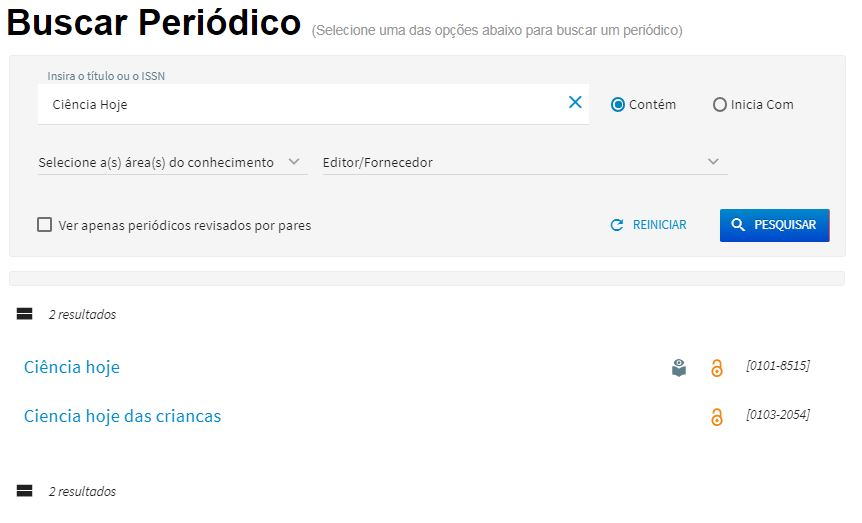 Buscar Periódico (Selecione uma das opções abaixo para buscar um periódico)
Insira o título ou o ISSN
Ciência Hoje Contém Inicia Com
Selecione a(s) área(s) do conhecimento Editor/Fornecedor
Ver apenas periódicos revisados por pares REINICIAR PESQUISAR
2 resultados
Ciência hoje [0101-8515]
Ciencia hoje das criancas [0103-2054]
2 resultados